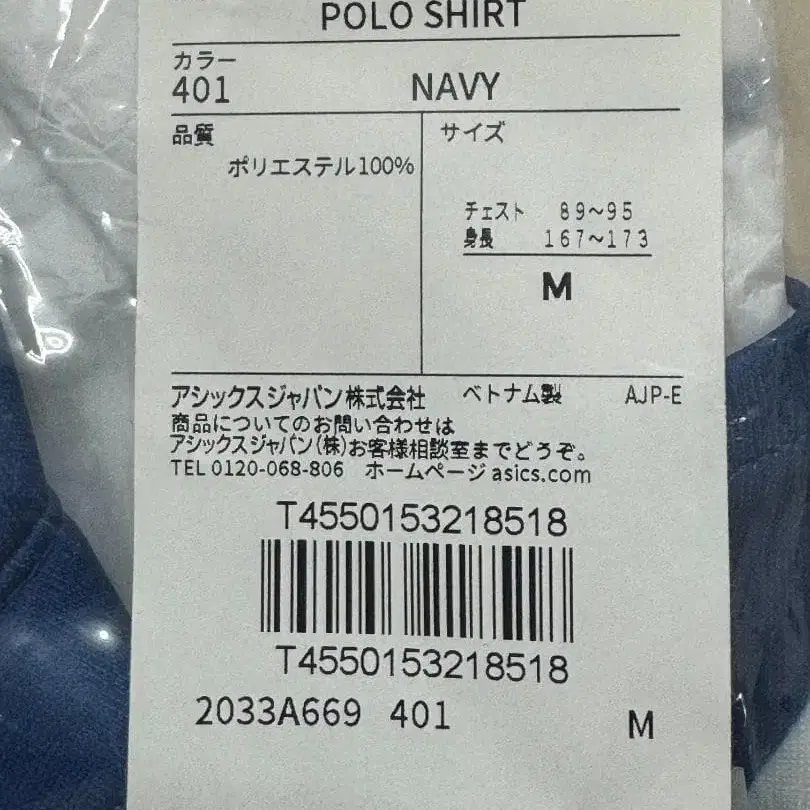 POLO SHIRT
カラー
401 NAVY
品質
ポリエステル100%
サイズ
チェスト 89～95
身長 167～173
M
アシックスジャパン株式会社 ベトナム製 AJP-E
商品についてのお問い合わせは
アシックスジャパン(株)お客様相談室までどうぞ。
TEL 0120-068-806 ホームページ asics.com
T4550153218518
T4550153218518
2033A669 401 M